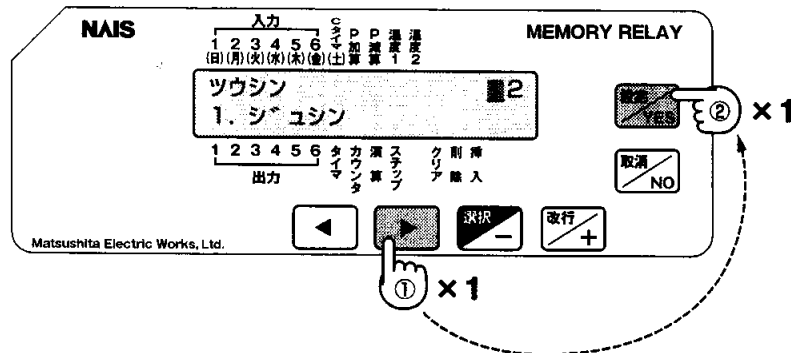 NAiS
MEMORY RELAY
入力
1 2 3 4 5 6
(日)(月)(火)(水)(木)(金)(土)
Cタイマ
P加算
P減算
温度1
温度2
ツウシン 2
1. ジュシン
1 2 3 4 5 6
出力
タイマ
カウンタ
演算
ステップ
クリア
削除
挿入
YES
② ×1
取消
NO
◀ ▶
選択
−
改行
+
Matsushita Electric Works, Ltd.
① ×1